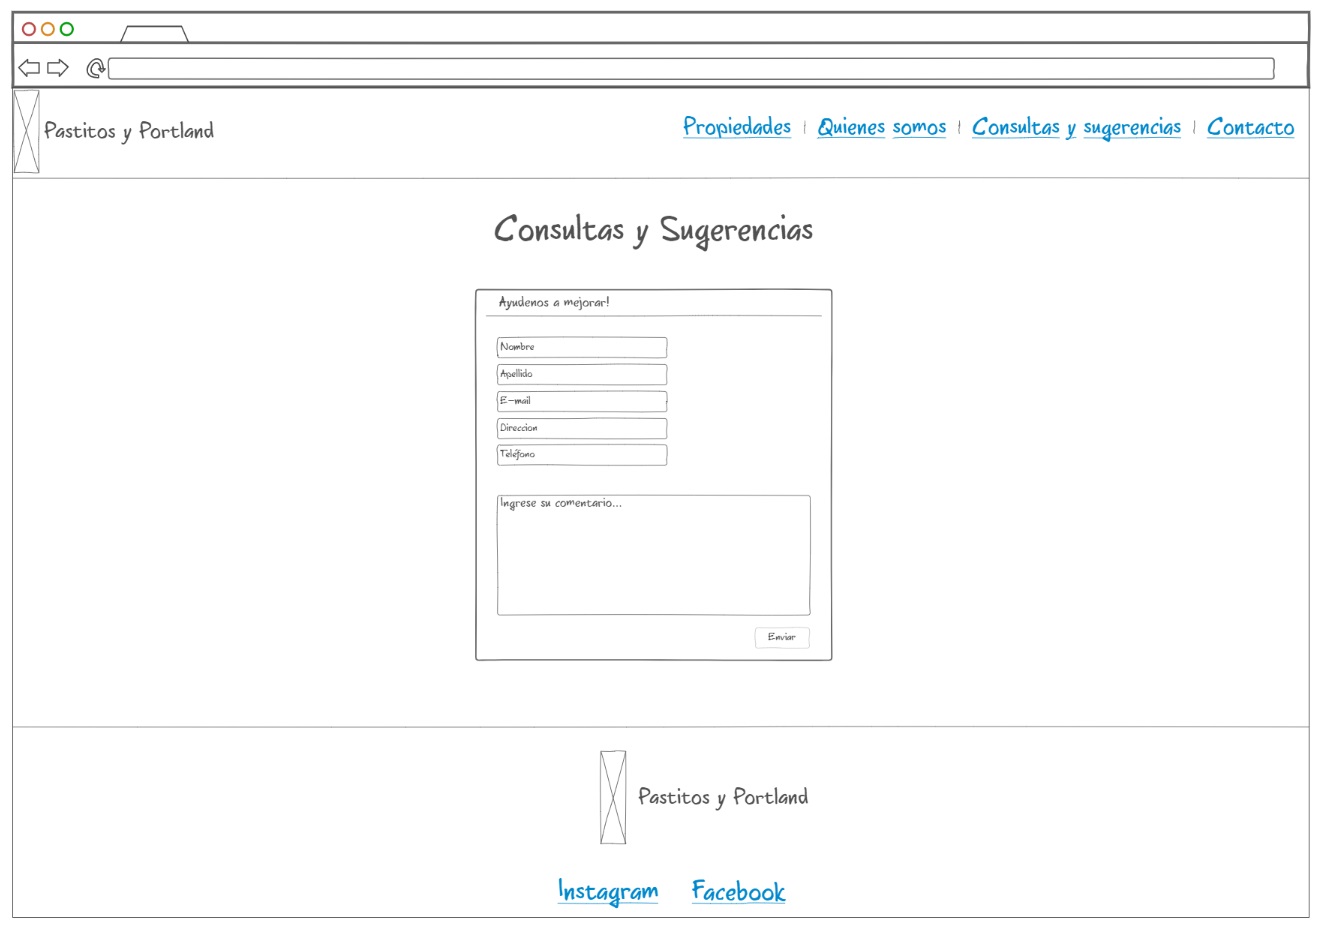 Pastitos y Portland
Propiedades | Quienes somos | Consultas y sugerencias | Contacto
Consultas y Sugerencias
Ayudenos a mejorar!
Nombre
Apellido
E-mail
Direccion
Teléfono
Ingrese su comentario...
Enviar
Pastitos y Portland
Instagram Facebook